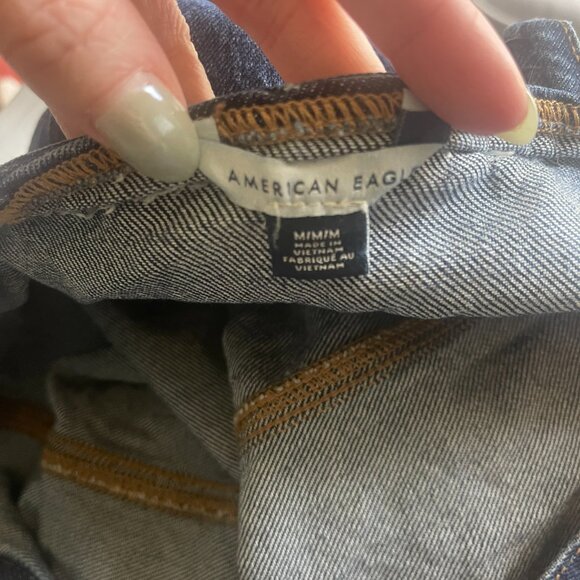 AMERICAN EAGL
M/M/M
MADE IN
VIETNAM
FABRIQUÉ AU
VIETNAM